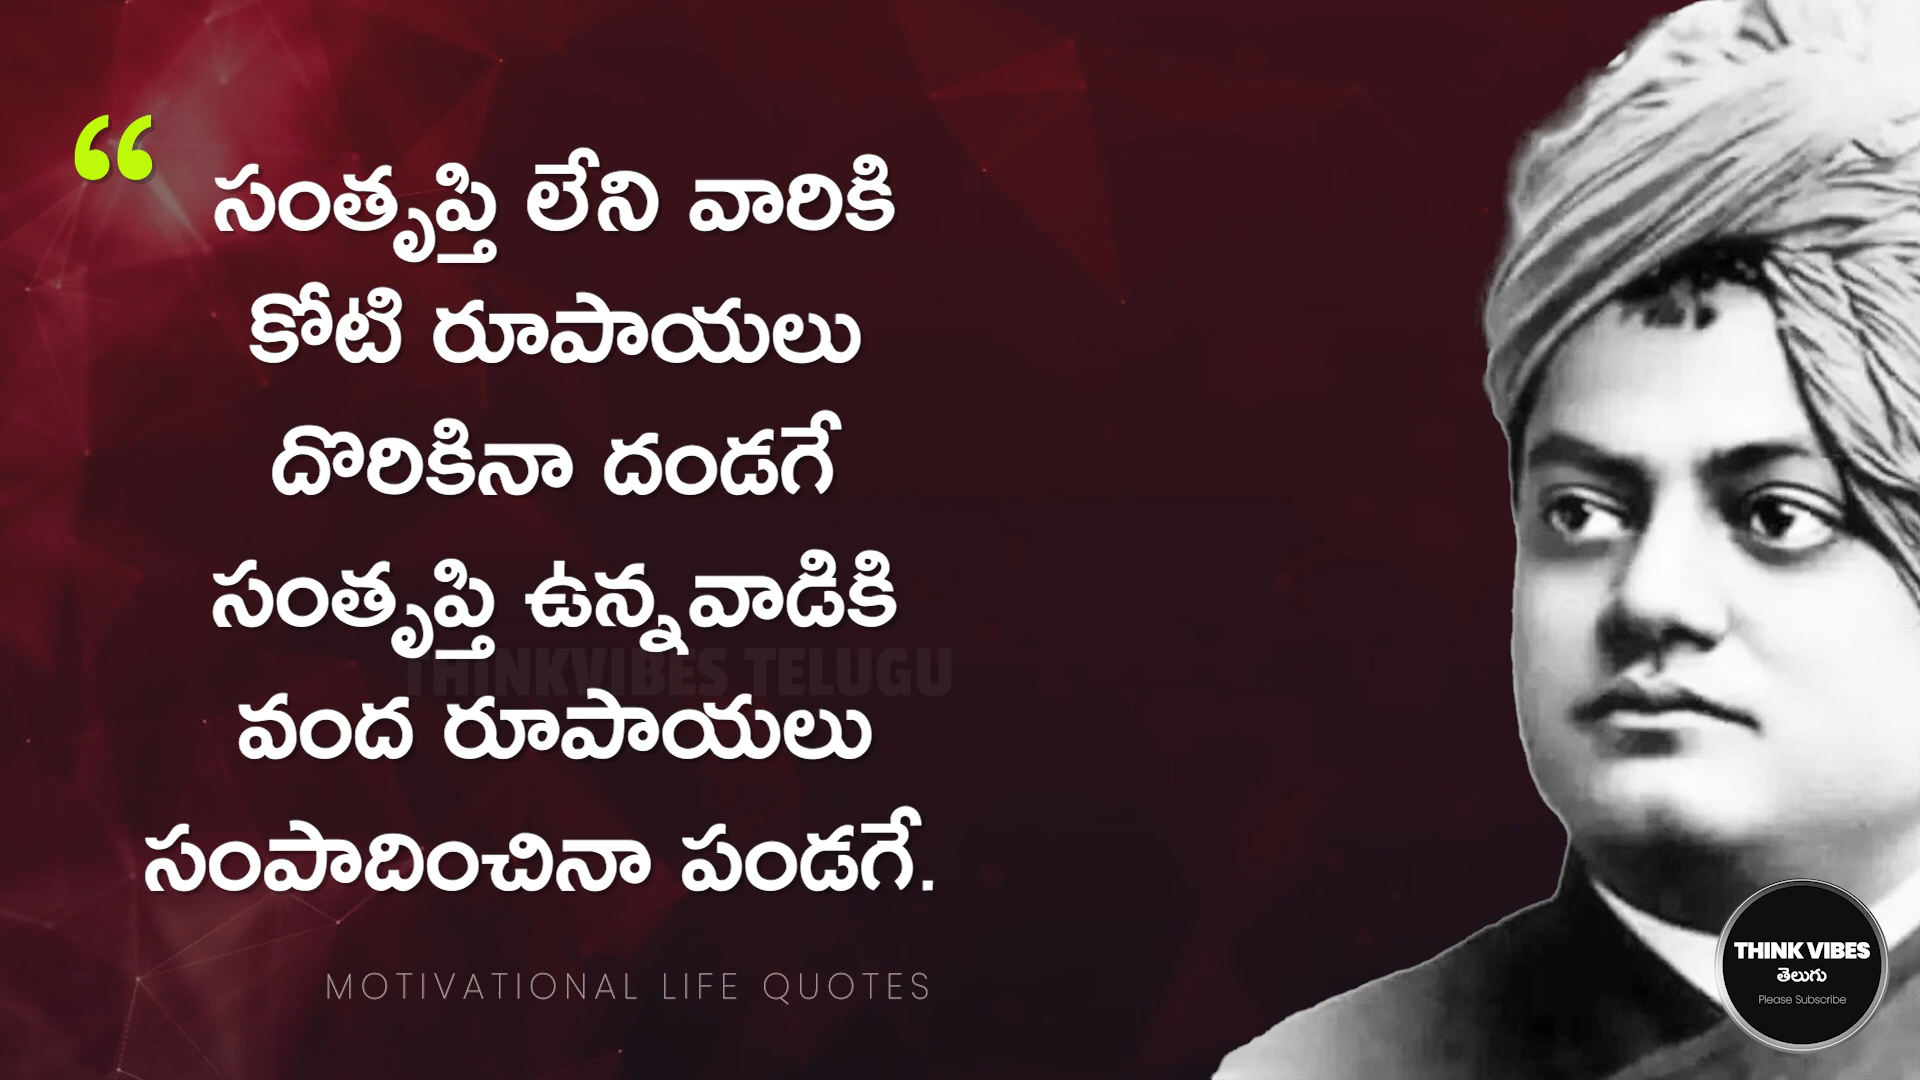 “
సంతృప్తి లేని వారికి
కోటి రూపాయలు
దొరికినా దండగే
సంతృప్తి ఉన్నవాడికి
THINKVIBES TELUGU
వంద రూపాయలు
సంపాదించినా పండగే.
MOTIVATIONAL LIFE QUOTES
THINK VIBES
తెలుగు
Please Subscribe